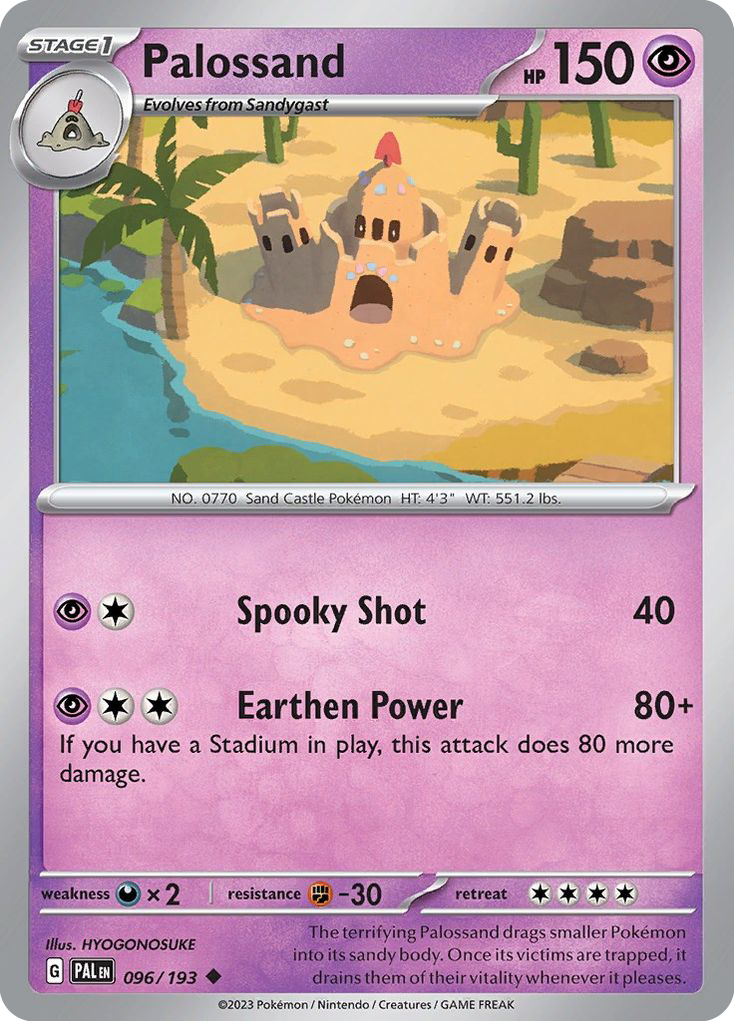 STAGE1
Palossand
HP 150
Evolves from Sandygast
NO. 0770 Sand Castle Pokémon HT: 4'3" WT: 551.2 lbs.
Spooky Shot 40
Earthen Power 80+
If you have a Stadium in play, this attack does 80 more
damage.
weakness ×2 resistance -30 retreat
Illus. HYOGONOSUKE
G PAL EN 096/193
The terrifying Palossand drags smaller Pokémon
into its sandy body. Once its victims are trapped, it
drains them of their vitality whenever it pleases.
©2023 Pokémon / Nintendo / Creatures / GAME FREAK